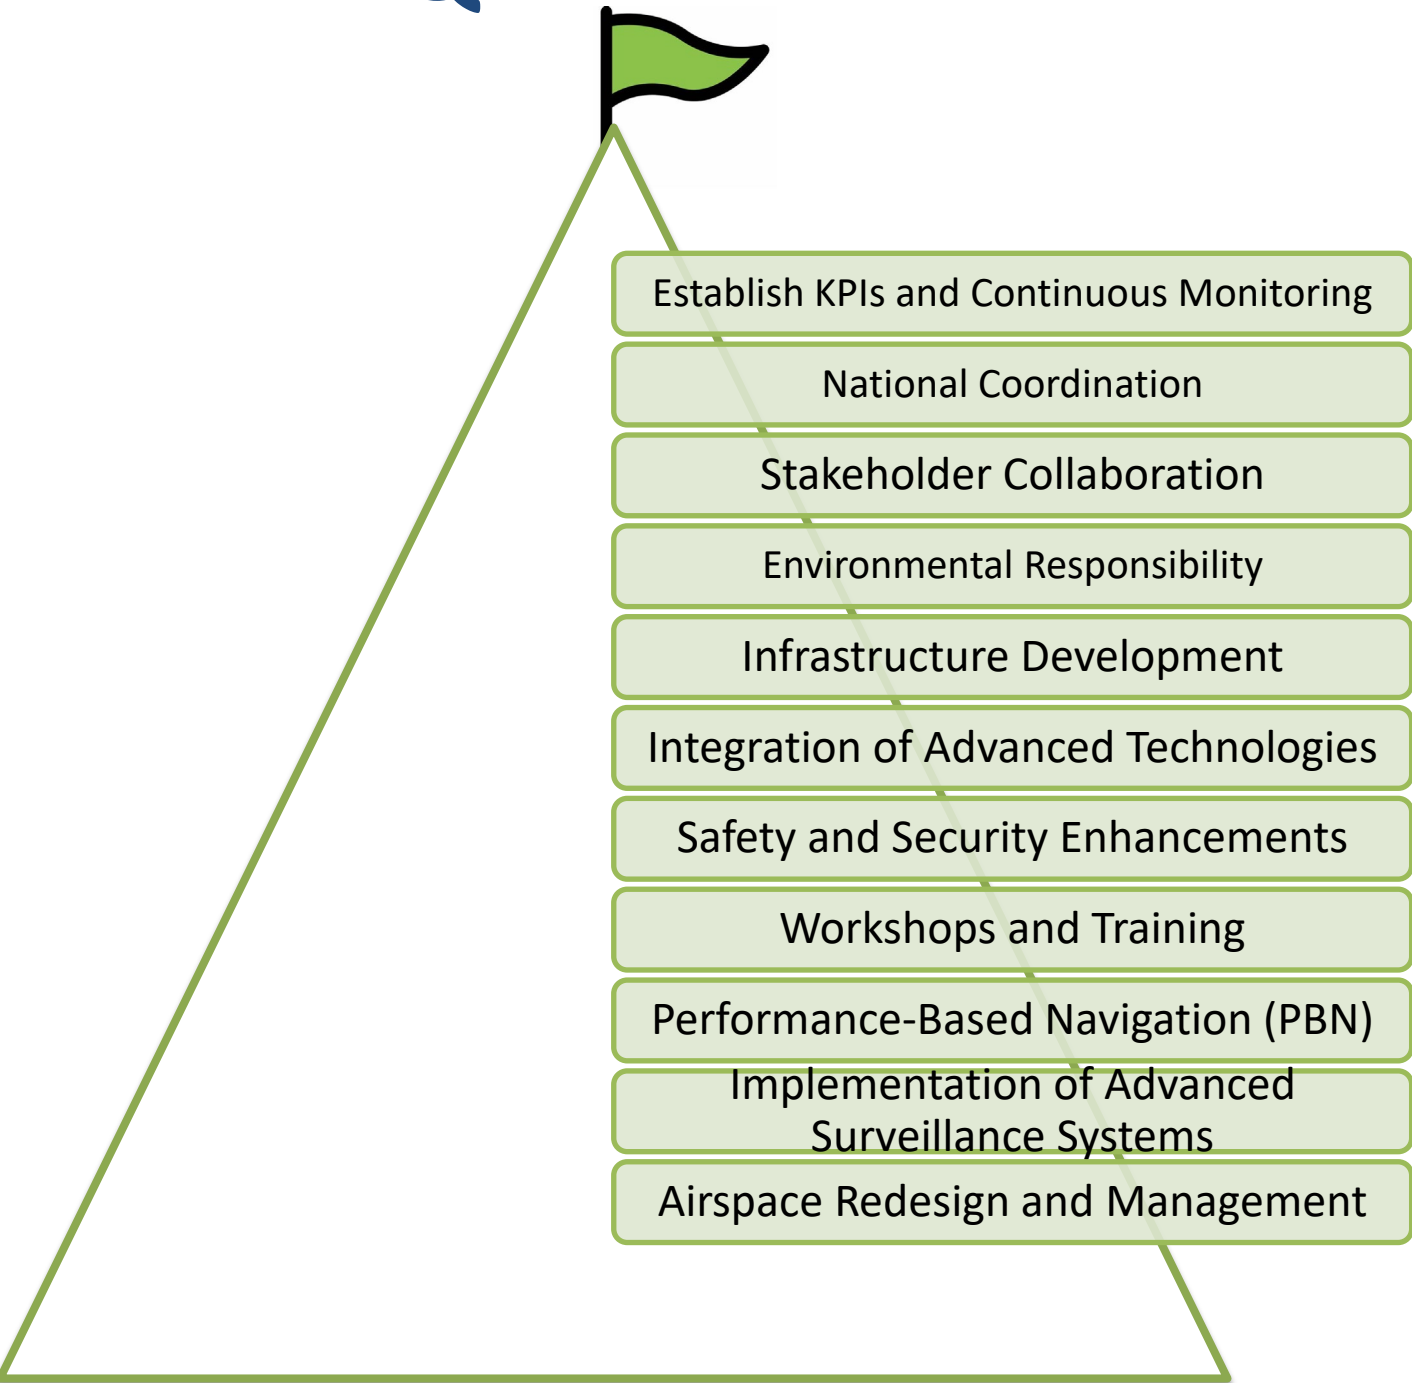 Establish KPIs and Continuous Monitoring
National Coordination
Stakeholder Collaboration
Environmental Responsibility
Infrastructure Development
Integration of Advanced Technologies
Safety and Security Enhancements
Workshops and Training
Performance-Based Navigation (PBN)
Implementation of Advanced
Surveillance Systems
Airspace Redesign and Management